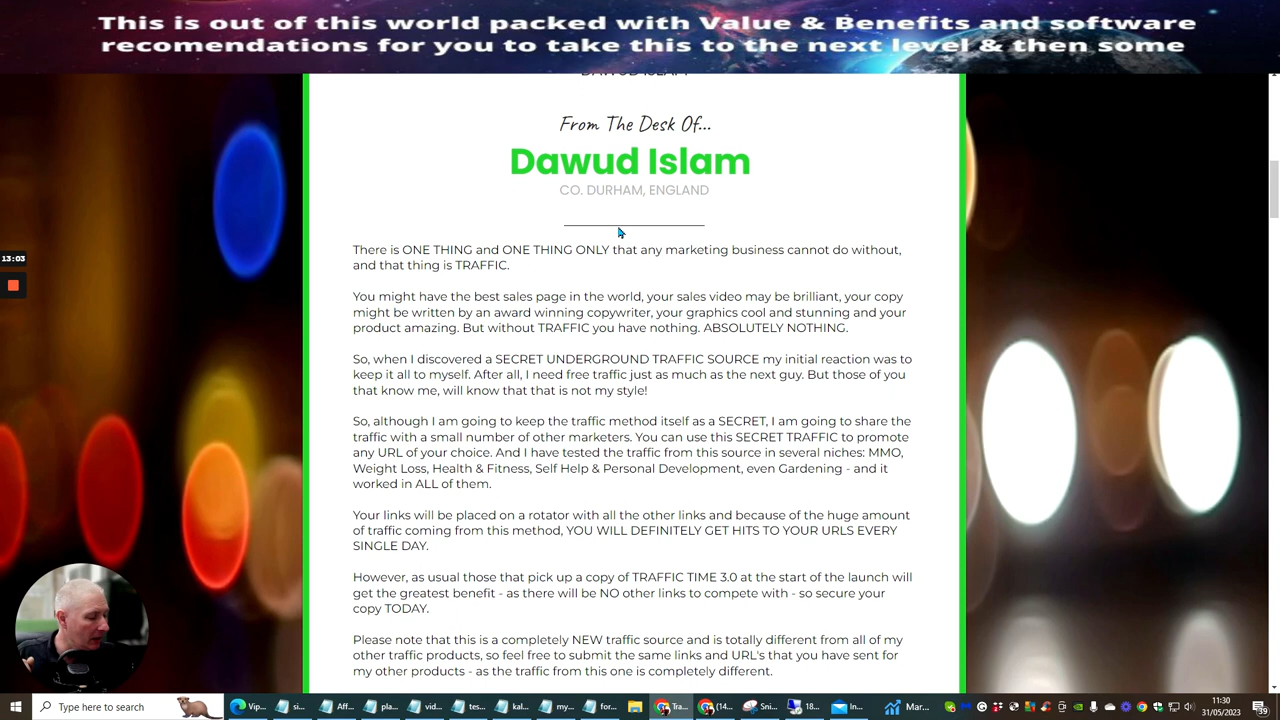 This is out of this world packed with Value & Benefits and software
recomendations for you to take this to the next level & then some
DAWUD ISLAM
From The Desk Of...
Dawud Islam
CO. DURHAM, ENGLAND
There is ONE THING and ONE THING ONLY that any marketing business cannot do without,
and that thing is TRAFFIC.
You might have the best sales page in the world, your sales video may be brilliant, your copy
might be written by an award winning copywriter, your graphics cool and stunning and your
product amazing. But without TRAFFIC you have nothing. ABSOLUTELY NOTHING.
So, when I discovered a SECRET UNDERGROUND TRAFFIC SOURCE my initial reaction was to
keep it all to myself. After all, I need free traffic just as much as the next guy. But those of you
that know me, will know that that is not my style!
So, although I am going to keep the traffic method itself as a SECRET, I am going to share the
traffic with a small number of other marketers. You can use this SECRET TRAFFIC to promote
any URL of your choice. And I have tested the traffic from this source in several niches: MMO,
Weight Loss, Health & Fitness, Self Help & Personal Development, even Gardening - and it
worked in ALL of them.
Your links will be placed on a rotator with all the other links and because of the huge amount
of traffic coming from this method, YOU WILL DEFINITELY GET HITS TO YOUR URLS EVERY
SINGLE DAY.
However, as usual those that pick up a copy of TRAFFIC TIME 3.0 at the start of the launch will
get the greatest benefit - as there will be NO other links to compete with - so secure your
copy TODAY.
Please note that this is a completely NEW traffic source and is totally different from all of my
other traffic products, so feel free to submit the same links and URL's that you have sent for
my other products - as the traffic from this one is completely different.
13:03
Type here to search
Vip...
si...
Aff...
pla...
vid...
tes...
kal...
my...
for...
Tra...
(14...
Sni...
18...
In...
Mar...
11:30
31/05/2023